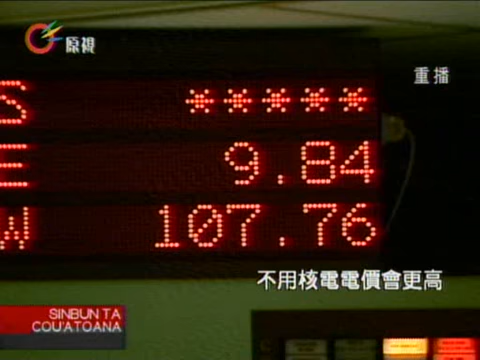 原視
重播
S *****
E 9.84
W 107.76
不用核電電價會更高
SINBUN TA
COU'ATOANA